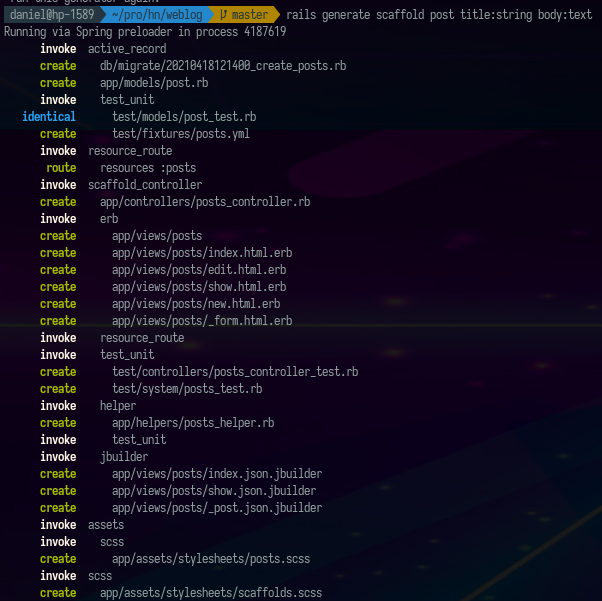 run this generator again.
daniel@hp-1589 ~/pro/hn/weblog master rails generate scaffold post title:string body:text
Running via Spring preloader in process 4187619
invoke active_record
create db/migrate/20210418121400_create_posts.rb
create app/models/post.rb
invoke test_unit
identical test/models/post_test.rb
create test/fixtures/posts.yml
invoke resource_route
route resources :posts
invoke scaffold_controller
create app/controllers/posts_controller.rb
invoke erb
create app/views/posts
create app/views/posts/index.html.erb
create app/views/posts/edit.html.erb
create app/views/posts/show.html.erb
create app/views/posts/new.html.erb
create app/views/posts/_form.html.erb
invoke resource_route
invoke test_unit
create test/controllers/posts_controller_test.rb
create test/system/posts_test.rb
invoke helper
create app/helpers/posts_helper.rb
invoke test_unit
invoke jbuilder
create app/views/posts/index.json.jbuilder
create app/views/posts/show.json.jbuilder
create app/views/posts/_post.json.jbuilder
invoke assets
invoke scss
create app/assets/stylesheets/posts.scss
invoke scss
create app/assets/stylesheets/scaffolds.scss